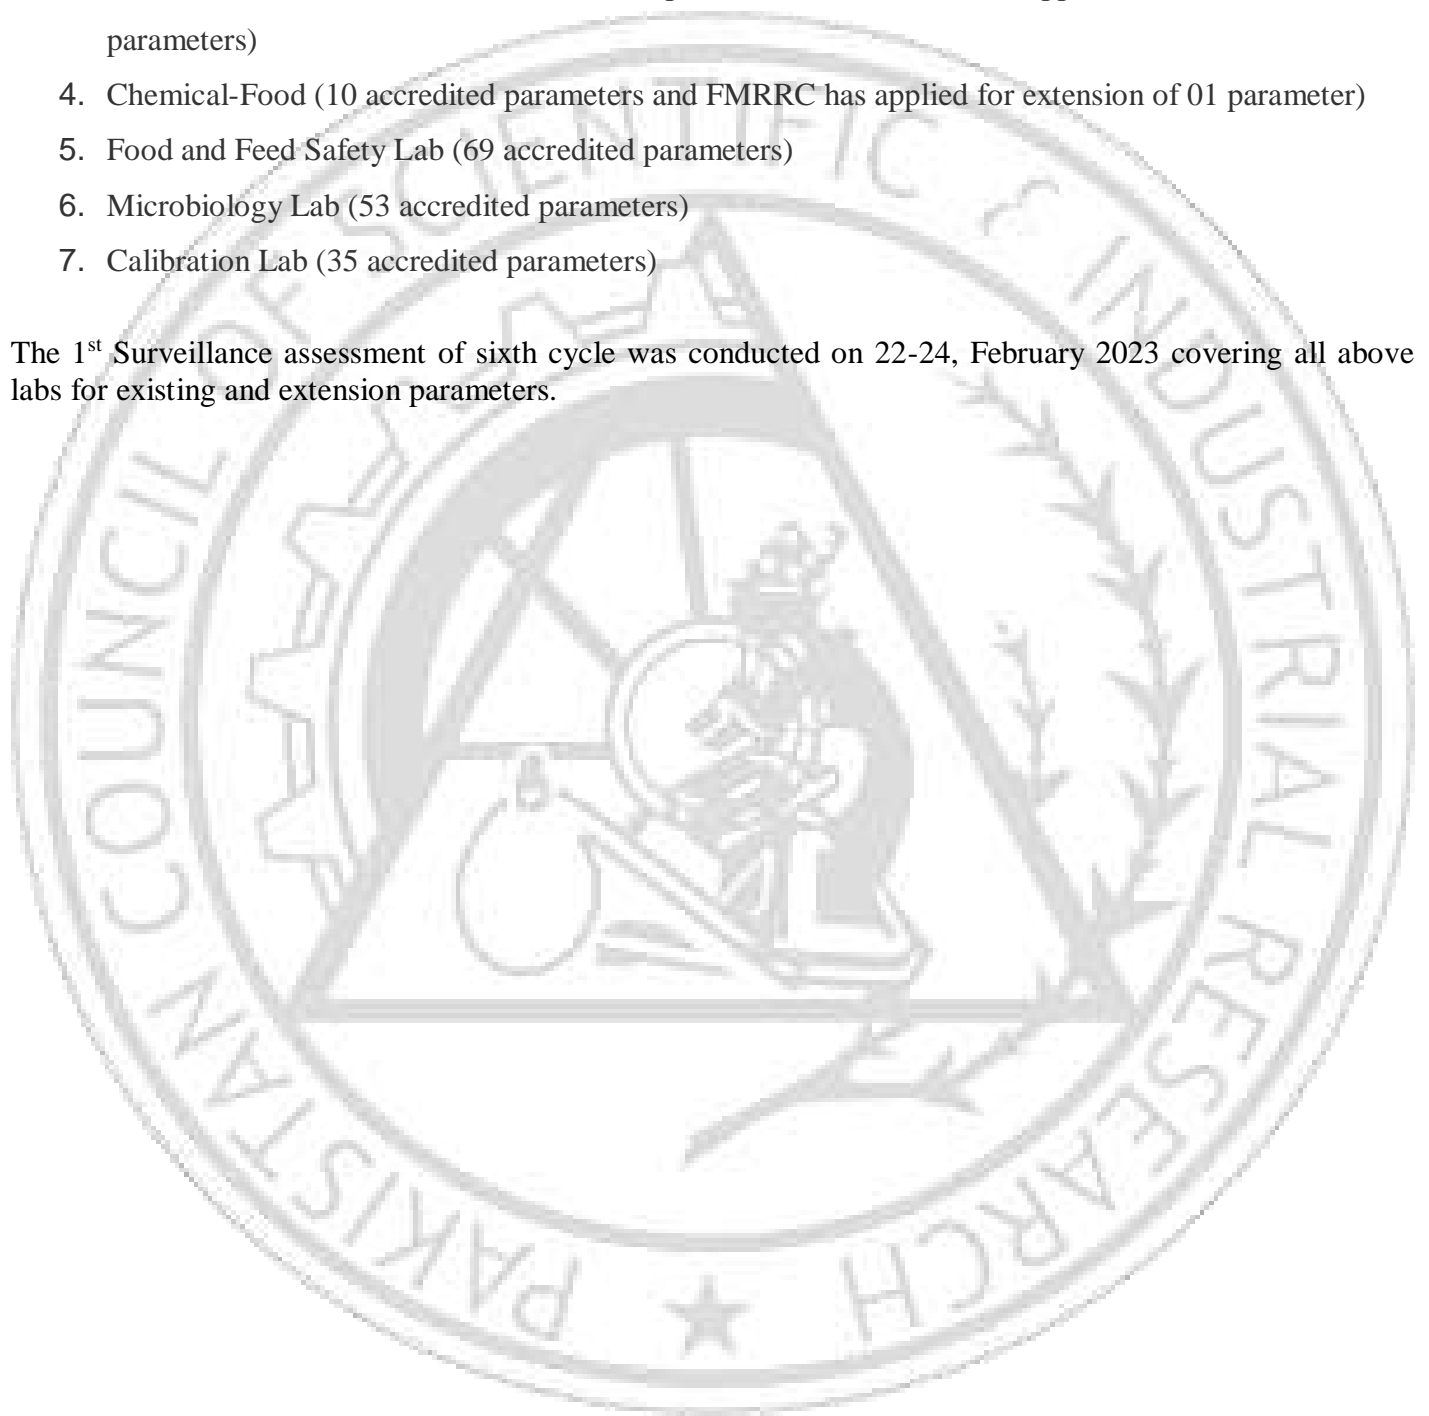 parameters)
4. Chemical-Food (10 accredited parameters and FMRRC has applied for extension of 01 parameter)
5. Food and Feed Safety Lab (69 accredited parameters)
6. Microbiology Lab (53 accredited parameters)
7. Calibration Lab (35 accredited parameters)
The 1st Surveillance assessment of sixth cycle was conducted on 22-24, February 2023 covering all above
labs for existing and extension parameters.
PAKISTAN COUNCIL OF SCIENTIFIC & INDUSTRIAL RESEARCH